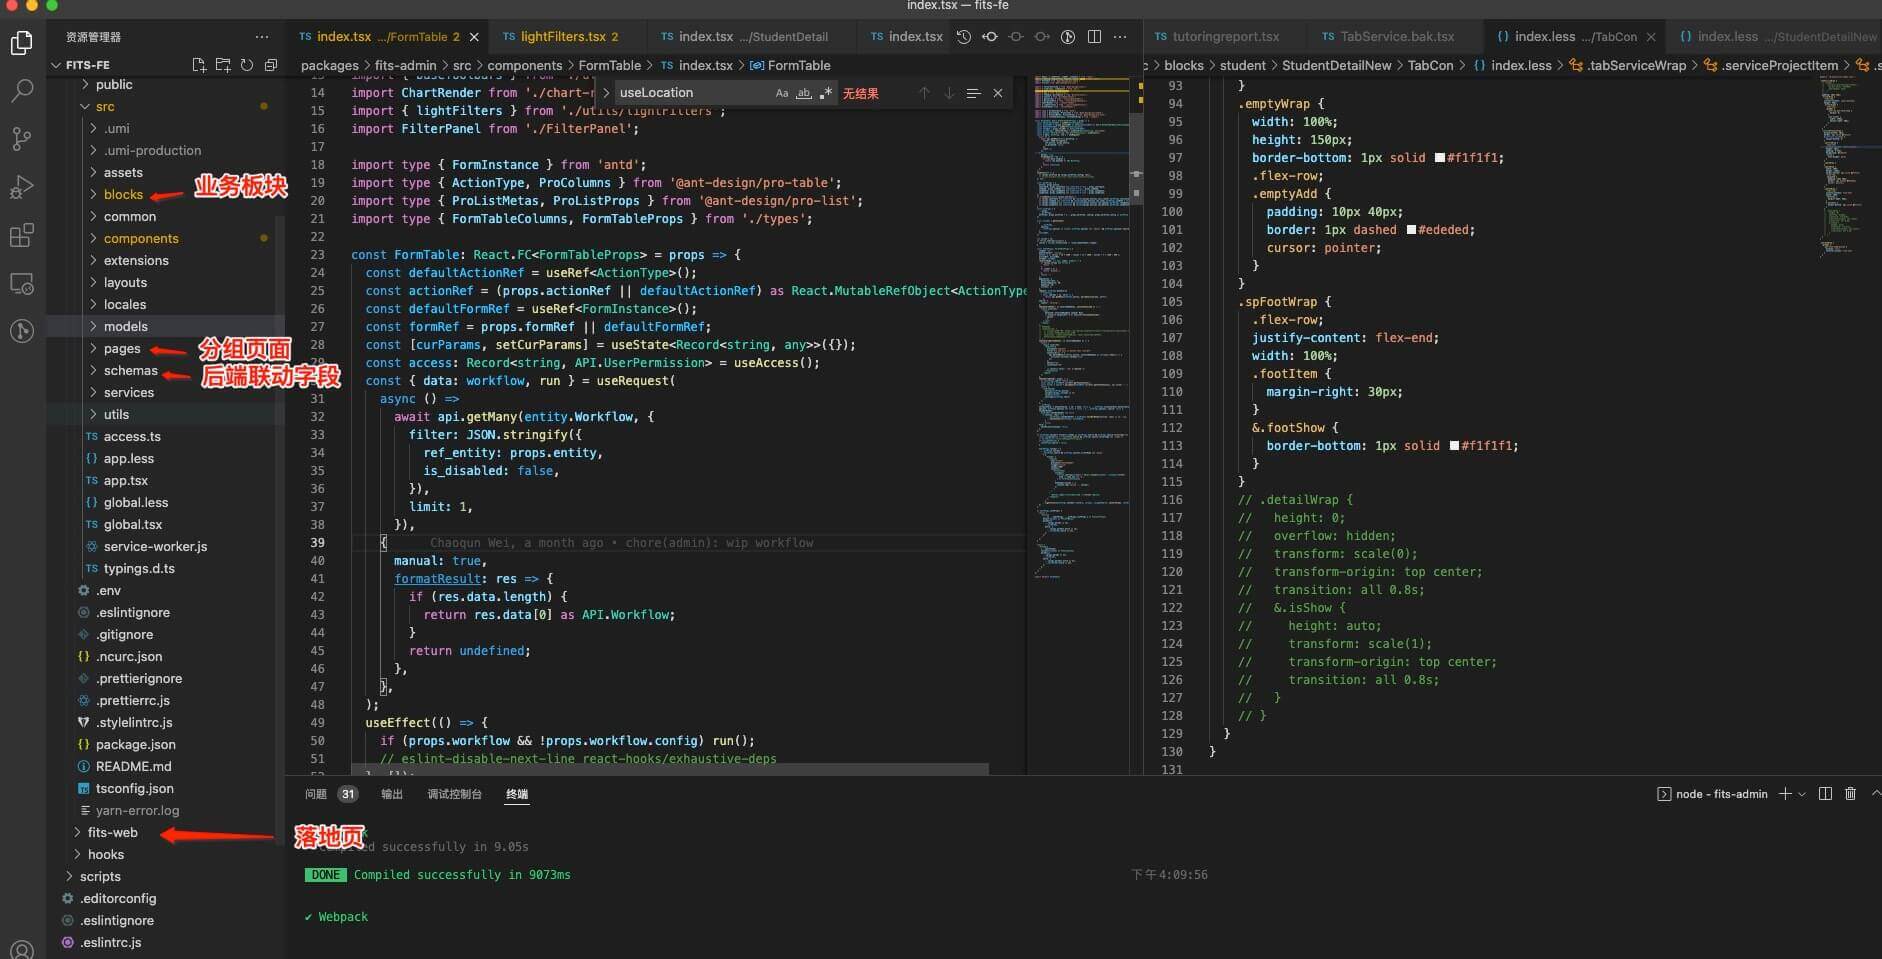 index.tsx — fits-fe
资源管理器
FITS-FE
public
src
.umi
.umi-production
assets
blocks
业务板块
common
components
extensions
layouts
locales
models
pages
分组页面
schemas
后端联动字段
services
utils
TS access.ts
{} app.less
TS app.tsx
{} global.less
TS global.tsx
service-worker.js
TS typings.d.ts
.env
.eslintignore
.gitignore
{} .ncurc.json
.prettierignore
.prettierrc.js
.stylelintrc.js
{} package.json
README.md
TS tsconfig.json
yarn-error.log
fits-web
落地页
hooks
scripts
.editorconfig
.eslintignore
.eslintrc.js
TS index.tsx .../FormTable 2
TS lightFilters.tsx 2
TS index.tsx .../StudentDetail
TS index.tsx
packages > fits-admin > src > components > FormTable > TS index.tsx > FormTable
useLocation
Aa ab .* 无结果
14 import ChartRender from './chart-r
15 import { lightFilters } from './utils/lightFilters';
16 import FilterPanel from './FilterPanel';
17
18 import type { FormInstance } from 'antd';
19 import type { ActionType, ProColumns } from '@ant-design/pro-table';
20 import type { ProListMetas, ProListProps } from '@ant-design/pro-list';
21 import type { FormTableColumns, FormTableProps } from './types';
22
23 const FormTable: React.FC<FormTableProps> = props => {
24 const defaultActionRef = useRef<ActionType>();
25 const actionRef = (props.actionRef || defaultActionRef) as React.MutableRefObject<ActionType
26 const defaultFormRef = useRef<FormInstance>();
27 const formRef = props.formRef || defaultFormRef;
28 const [curParams, setCurParams] = useState<Record<string, any>>({});
29 const access: Record<string, API.UserPermission> = useAccess();
30 const { data: workflow, run } = useRequest(
31 async () =>
32 await api.getMany(entity.Workflow, {
33 filter: JSON.stringify({
34 ref_entity: props.entity,
35 is_disabled: false,
36 }),
37 limit: 1,
38 }),
39 { Chaoqun Wei, a month ago • chore(admin): wip workflow
40 manual: true,
41 formatResult: res => {
42 if (res.data.length) {
43 return res.data[0] as API.Workflow;
44 }
45 return undefined;
46 },
47 },
48 );
49 useEffect(() => {
50 if (props.workflow && !props.workflow.config) run();
51 // eslint-disable-next-line react-hooks/exhaustive-deps
TS tutoringreport.tsx
TS TabService.bak.tsx
{} index.less .../TabCon
{} index.less .../StudentDetailNew
c > blocks > student > StudentDetailNew > TabCon > {} index.less > .tabServiceWrap > .serviceProjectItem > .s
93 }
94 .emptyWrap {
95 width: 100%;
96 height: 150px;
97 border-bottom: 1px solid #f1f1f1;
98 .flex-row;
99 .emptyAdd {
100 padding: 10px 40px;
101 border: 1px dashed #ededed;
102 cursor: pointer;
103 }
104 }
105 .spFootWrap {
106 .flex-row;
107 justify-content: flex-end;
108 width: 100%;
109 .footItem {
110 margin-right: 30px;
111 }
112 &.footShow {
113 border-bottom: 1px solid #f1f1f1;
114 }
115 }
116 // .detailWrap {
117 // height: 0;
118 // overflow: hidden;
119 // transform: scale(0);
120 // transform-origin: top center;
121 // transition: all 0.8s;
122 // &.isShow {
123 // height: auto;
124 // transform: scale(1);
125 // transform-origin: top center;
126 // transition: all 0.8s;
127 // }
128 // }
129 }
130 }
131
问题 31 输出 调试控制台 终端
node - fits-admin
Compiled successfully in 9.05s
DONE Compiled successfully in 9073ms
下午4:09:56
✔ Webpack